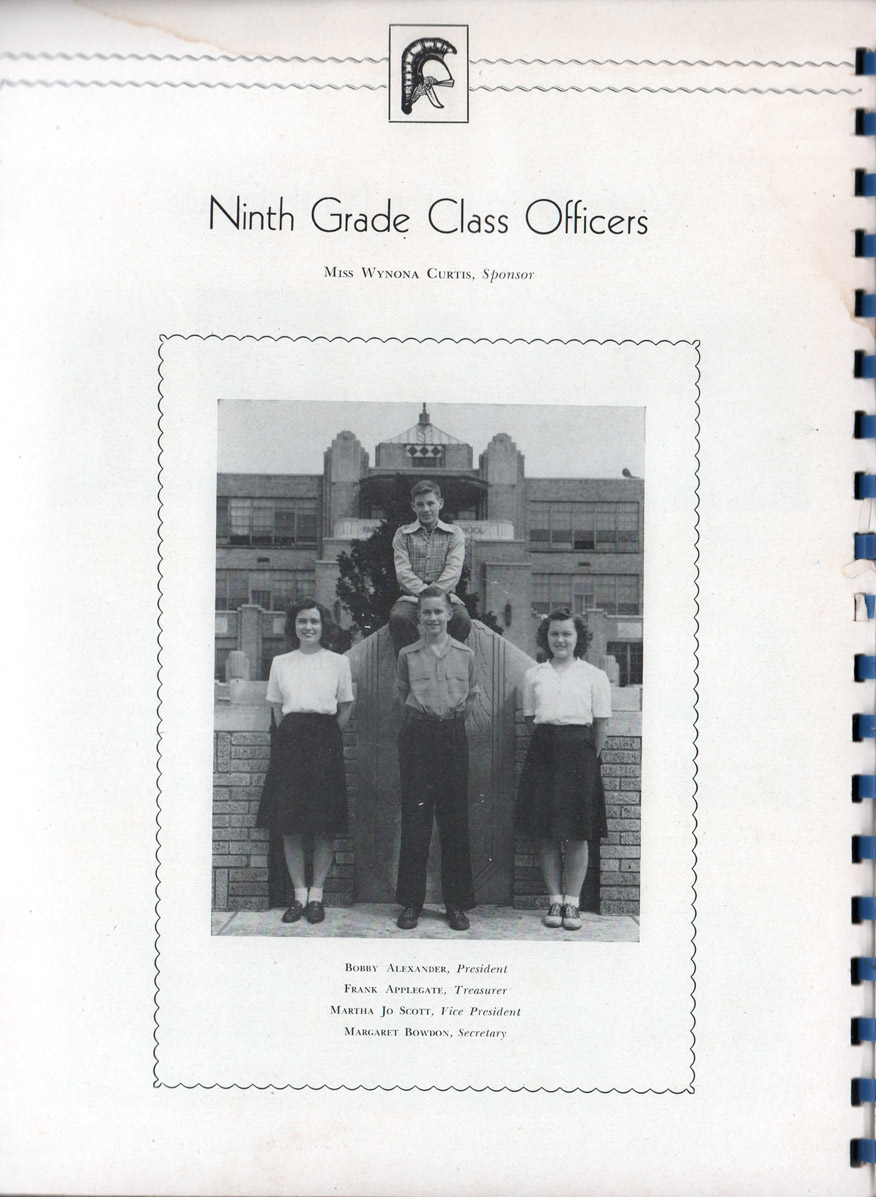 Ninth Grade Class Officers
Miss Wynona Curtis, Sponsor
Bobby Alexander, President
Frank Applegate, Treasurer
Martha Jo Scott, Vice President
Margaret Bowdon, Secretary